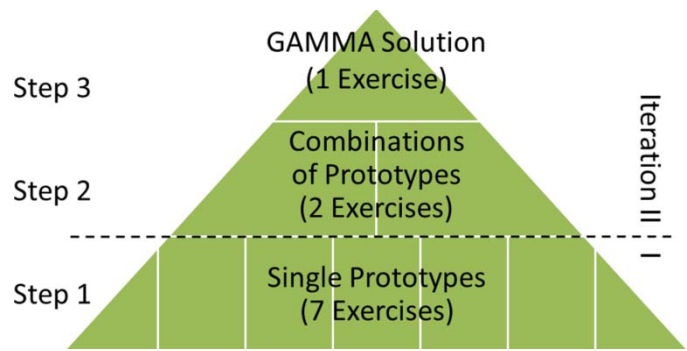 GAMMA Solution
(1 Exercise)
Step 3
Combinations
of Prototypes
(2 Exercises)
Step 2
Iteration II
I
Single Prototypes
(7 Exercises)
Step 1